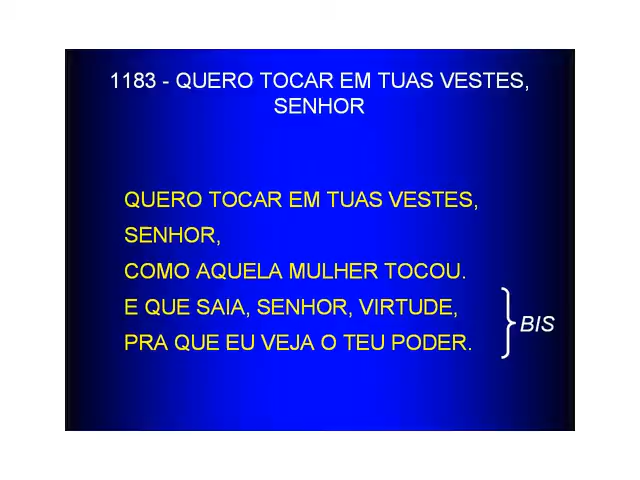 1183 - QUERO TOCAR EM TUAS VESTES,
SENHOR
QUERO TOCAR EM TUAS VESTES,
SENHOR,
COMO AQUELA MULHER TOCOU.
E QUE SAIA, SENHOR, VIRTUDE,
PRA QUE EU VEJA O TEU PODER.
BIS